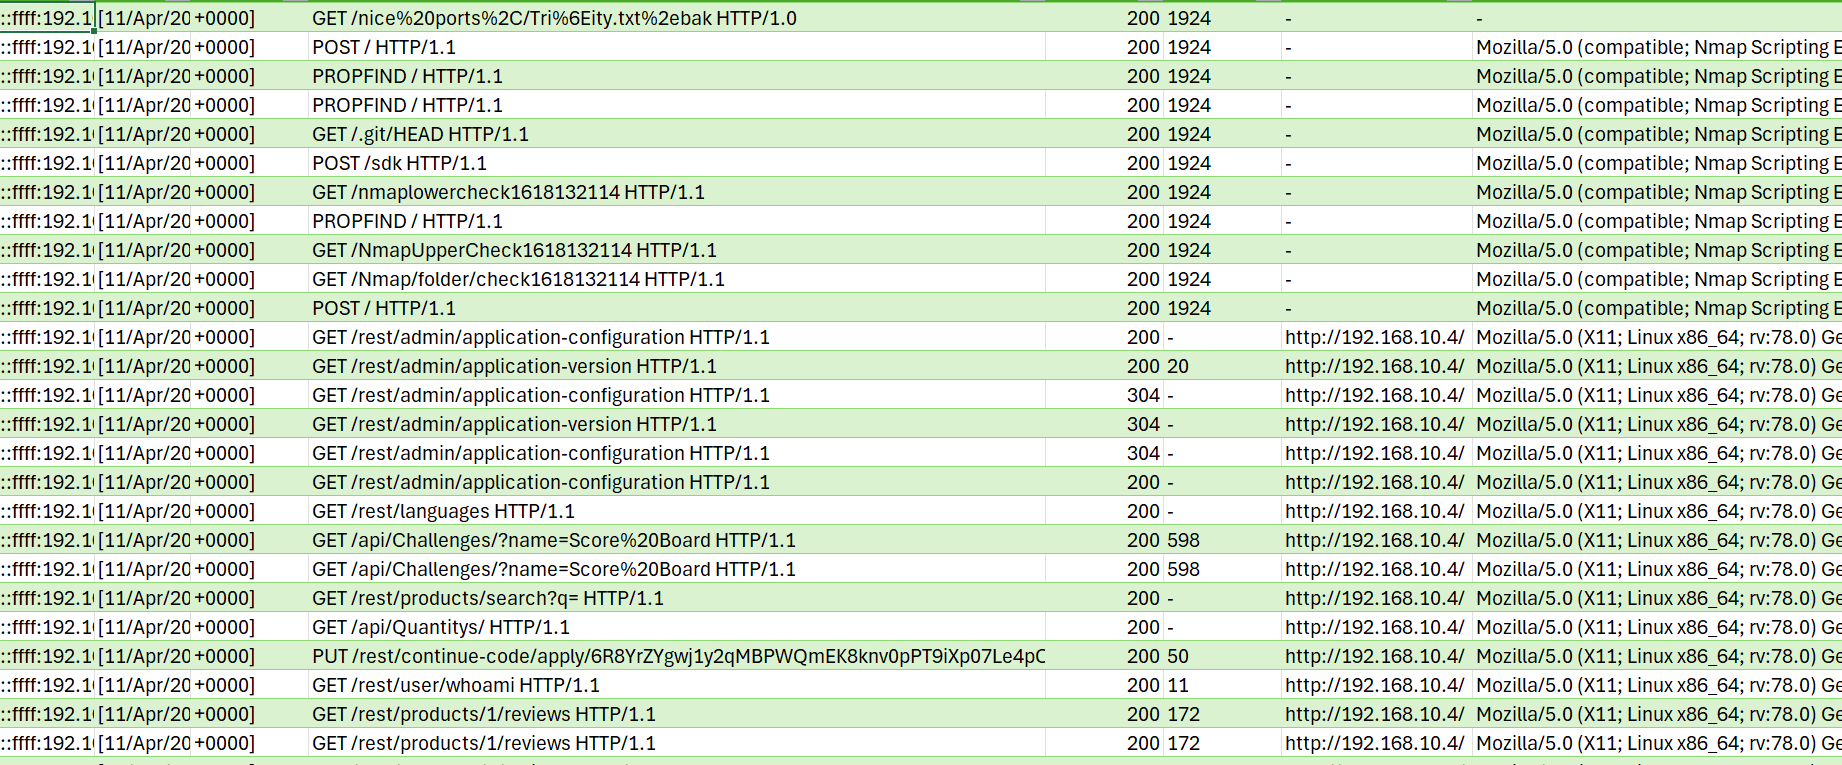 ::ffff:192.1 [11/Apr/20 +0000] GET /nice%20ports%2C/Tri%6Eity.txt%2ebak HTTP/1.0 200 1924 - -
::ffff:192.1 [11/Apr/20 +0000] POST / HTTP/1.1 200 1924 - Mozilla/5.0 (compatible; Nmap Scripting E
::ffff:192.1 [11/Apr/20 +0000] PROPFIND / HTTP/1.1 200 1924 - Mozilla/5.0 (compatible; Nmap Scripting E
::ffff:192.1 [11/Apr/20 +0000] PROPFIND / HTTP/1.1 200 1924 - Mozilla/5.0 (compatible; Nmap Scripting E
::ffff:192.1 [11/Apr/20 +0000] GET /.git/HEAD HTTP/1.1 200 1924 - Mozilla/5.0 (compatible; Nmap Scripting E
::ffff:192.1 [11/Apr/20 +0000] POST /sdk HTTP/1.1 200 1924 - Mozilla/5.0 (compatible; Nmap Scripting E
::ffff:192.1 [11/Apr/20 +0000] GET /nmaplowercheck1618132114 HTTP/1.1 200 1924 - Mozilla/5.0 (compatible; Nmap Scripting E
::ffff:192.1 [11/Apr/20 +0000] PROPFIND / HTTP/1.1 200 1924 - Mozilla/5.0 (compatible; Nmap Scripting E
::ffff:192.1 [11/Apr/20 +0000] GET /NmapUpperCheck1618132114 HTTP/1.1 200 1924 - Mozilla/5.0 (compatible; Nmap Scripting E
::ffff:192.1 [11/Apr/20 +0000] GET /Nmap/folder/check1618132114 HTTP/1.1 200 1924 - Mozilla/5.0 (compatible; Nmap Scripting E
::ffff:192.1 [11/Apr/20 +0000] POST / HTTP/1.1 200 1924 - Mozilla/5.0 (compatible; Nmap Scripting E
::ffff:192.1 [11/Apr/20 +0000] GET /rest/admin/application-configuration HTTP/1.1 200 - http://192.168.10.4/ Mozilla/5.0 (X11; Linux x86_64; rv:78.0) Ge
::ffff:192.1 [11/Apr/20 +0000] GET /rest/admin/application-version HTTP/1.1 200 20 http://192.168.10.4/ Mozilla/5.0 (X11; Linux x86_64; rv:78.0) Ge
::ffff:192.1 [11/Apr/20 +0000] GET /rest/admin/application-configuration HTTP/1.1 304 - http://192.168.10.4/ Mozilla/5.0 (X11; Linux x86_64; rv:78.0) Ge
::ffff:192.1 [11/Apr/20 +0000] GET /rest/admin/application-version HTTP/1.1 304 - http://192.168.10.4/ Mozilla/5.0 (X11; Linux x86_64; rv:78.0) Ge
::ffff:192.1 [11/Apr/20 +0000] GET /rest/admin/application-configuration HTTP/1.1 304 - http://192.168.10.4/ Mozilla/5.0 (X11; Linux x86_64; rv:78.0) Ge
::ffff:192.1 [11/Apr/20 +0000] GET /rest/admin/application-configuration HTTP/1.1 200 - http://192.168.10.4/ Mozilla/5.0 (X11; Linux x86_64; rv:78.0) Ge
::ffff:192.1 [11/Apr/20 +0000] GET /rest/languages HTTP/1.1 200 - http://192.168.10.4/ Mozilla/5.0 (X11; Linux x86_64; rv:78.0) Ge
::ffff:192.1 [11/Apr/20 +0000] GET /api/Challenges/?name=Score%20Board HTTP/1.1 200 598 http://192.168.10.4/ Mozilla/5.0 (X11; Linux x86_64; rv:78.0) Ge
::ffff:192.1 [11/Apr/20 +0000] GET /api/Challenges/?name=Score%20Board HTTP/1.1 200 598 http://192.168.10.4/ Mozilla/5.0 (X11; Linux x86_64; rv:78.0) Ge
::ffff:192.1 [11/Apr/20 +0000] GET /rest/products/search?q= HTTP/1.1 200 - http://192.168.10.4/ Mozilla/5.0 (X11; Linux x86_64; rv:78.0) Ge
::ffff:192.1 [11/Apr/20 +0000] GET /api/Quantitys/ HTTP/1.1 200 - http://192.168.10.4/ Mozilla/5.0 (X11; Linux x86_64; rv:78.0) Ge
::ffff:192.1 [11/Apr/20 +0000] PUT /rest/continue-code/apply/6R8YrZYgwj1y2qMBPWQmEK8knv0pPT9iXp07Le4pC 200 50 http://192.168.10.4/ Mozilla/5.0 (X11; Linux x86_64; rv:78.0) Ge
::ffff:192.1 [11/Apr/20 +0000] GET /rest/user/whoami HTTP/1.1 200 11 http://192.168.10.4/ Mozilla/5.0 (X11; Linux x86_64; rv:78.0) Ge
::ffff:192.1 [11/Apr/20 +0000] GET /rest/products/1/reviews HTTP/1.1 200 172 http://192.168.10.4/ Mozilla/5.0 (X11; Linux x86_64; rv:78.0) Ge
::ffff:192.1 [11/Apr/20 +0000] GET /rest/products/1/reviews HTTP/1.1 200 172 http://192.168.10.4/ Mozilla/5.0 (X11; Linux x86_64; rv:78.0) Ge